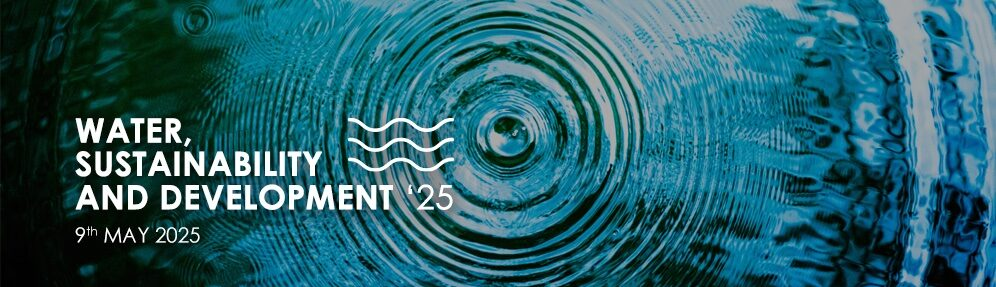 WATER,
SUSTAINABILITY
AND DEVELOPMENT ‘25
9th MAY 2025